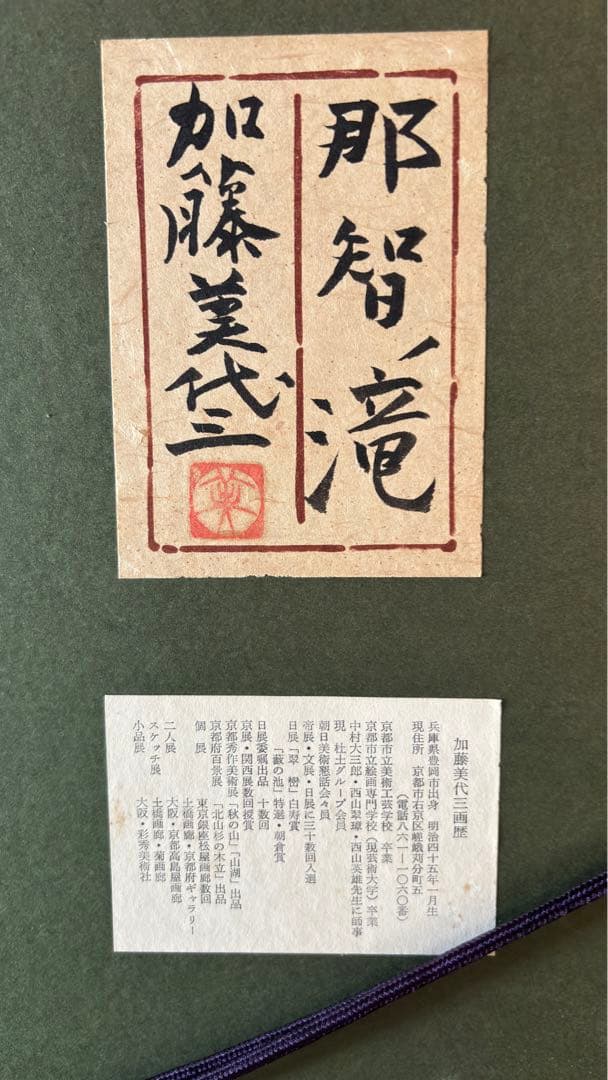 那智ノ滝
加藤美代三
加藤美代三画歴
兵庫県豊岡市出身 明治四十五年一月生
現住所 京都市右京区嵯峨苅分町五
(電話八六一―一〇六〇番)
京都市立美術工芸学校 卒業
京都市立絵画専門学校(現芸術大学)卒業
中村大三郎・西山翠嶂・西山英雄先生に師事
現 杜土グループ会員
朝日美術懇話会々員
帝展・文展・日展に三十数回入選
日展「翠巒」白寿賞
「藪の池」特選・朝倉賞
日展委嘱出品 十数回
京展・関西展数回授賞
京都秀作美術展「秋の山」「山湖」出品
京都府百景展 「北山杉の木立」出品
個展 東京銀座松屋画廊数回
土橋画廊・京都府ギャラリー
二人展 大阪・京都高島屋画廊
スケッチ展 土橋画廊・菊画廊
小品展 大阪・彩秀美術社